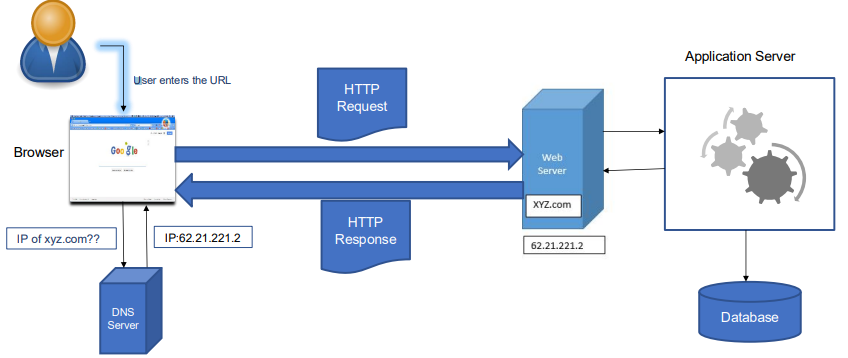 Application Server
User enters the URL
HTTP
Request
Browser
Google
Web
Server
XYZ.com
HTTP
Response
IP of xyz.com??
IP:62.21.221.2
62.21.221.2
DNS
Server
Database